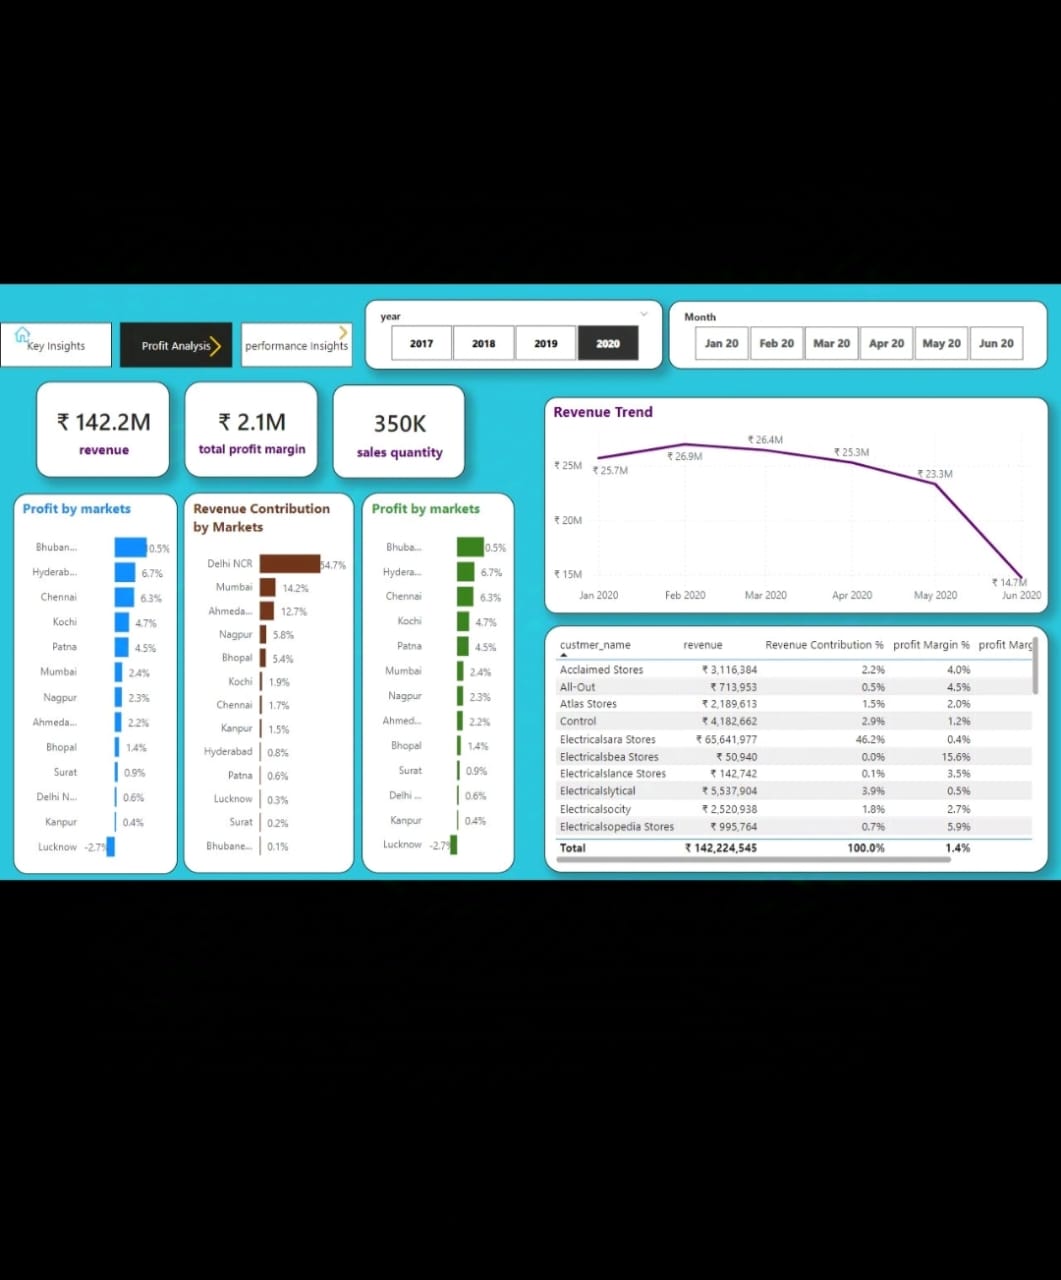 Key Insights
Profit Analysis
performance Insights
year
2017
2018
2019
2020
Month
Jan 20
Feb 20
Mar 20
Apr 20
May 20
Jun 20
₹ 142.2M
revenue
₹ 2.1M
total profit margin
350K
sales quantity
Profit by markets
Bhuban... 0.5%
Hyderab... 6.7%
Chennai 6.3%
Kochi 4.7%
Patna 4.5%
Mumbai 2.4%
Nagpur 2.3%
Ahmeda... 2.2%
Bhopal 1.4%
Surat 0.9%
Delhi N... 0.6%
Kanpur 0.4%
Lucknow -2.7%
Revenue Contribution
by Markets
Delhi NCR 54.7%
Mumbai 14.2%
Ahmeda... 12.7%
Nagpur 5.8%
Bhopal 5.4%
Kochi 1.9%
Chennai 1.7%
Kanpur 1.5%
Hyderabad 0.8%
Patna 0.6%
Lucknow 0.3%
Surat 0.2%
Bhubane... 0.1%
Profit by markets
Bhuba... 0.5%
Hydera... 6.7%
Chennai 6.3%
Kochi 4.7%
Patna 4.5%
Mumbai 2.4%
Nagpur 2.3%
Ahmed... 2.2%
Bhopal 1.4%
Surat 0.9%
Delhi ... 0.6%
Kanpur 0.4%
Lucknow -2.7%
Revenue Trend
₹ 25M
₹ 20M
₹ 15M
₹ 25.7M
₹ 26.9M
₹ 26.4M
₹ 25.3M
₹ 23.3M
₹ 14.7M
Jan 2020
Feb 2020
Mar 2020
Apr 2020
May 2020
Jun 2020
custmer_name revenue Revenue Contribution % profit Margin % profit Marg
Acclaimed Stores ₹ 3,116,384 2.2% 4.0%
All-Out ₹ 713,953 0.5% 4.5%
Atlas Stores ₹ 2,189,613 1.5% 2.0%
Control ₹ 4,182,662 2.9% 1.2%
Electricalsara Stores ₹ 65,641,977 46.2% 0.4%
Electricalsbea Stores ₹ 50,940 0.0% 15.6%
Electricalslance Stores ₹ 142,742 0.1% 3.5%
Electricalslytical ₹ 5,537,904 3.9% 0.5%
Electricalsocity ₹ 2,520,938 1.8% 2.7%
Electricalsopedia Stores ₹ 995,764 0.7% 5.9%
Total ₹ 142,224,545 100.0% 1.4%